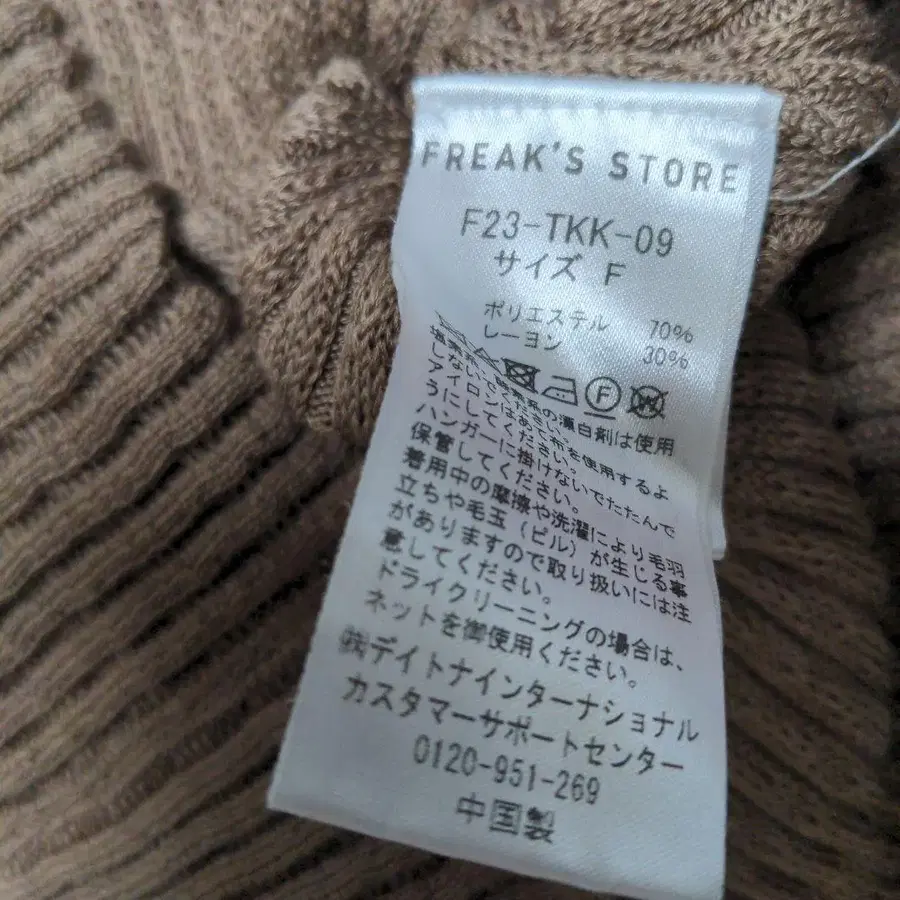 FREAK'S STORE
F23-TKK-09
サイズ F
ポリエステル 70%
レーヨン 30%
塩素系、酸素系の漂白剤は使用
しないでください。
アイロンはあて布を使用するよ
うにしてください。
ハンガーに掛けないでたたんで
保管してください。
着用中の摩擦や洗濯により毛羽
立ちや毛玉(ピル)が生じる事
がありますので取り扱いには注
意してください。
ドライクリーニングの場合は、
ネットを御使用ください。
㈱デイトナインターナショナル
カスタマーサポートセンター
0120-951-269
中国製